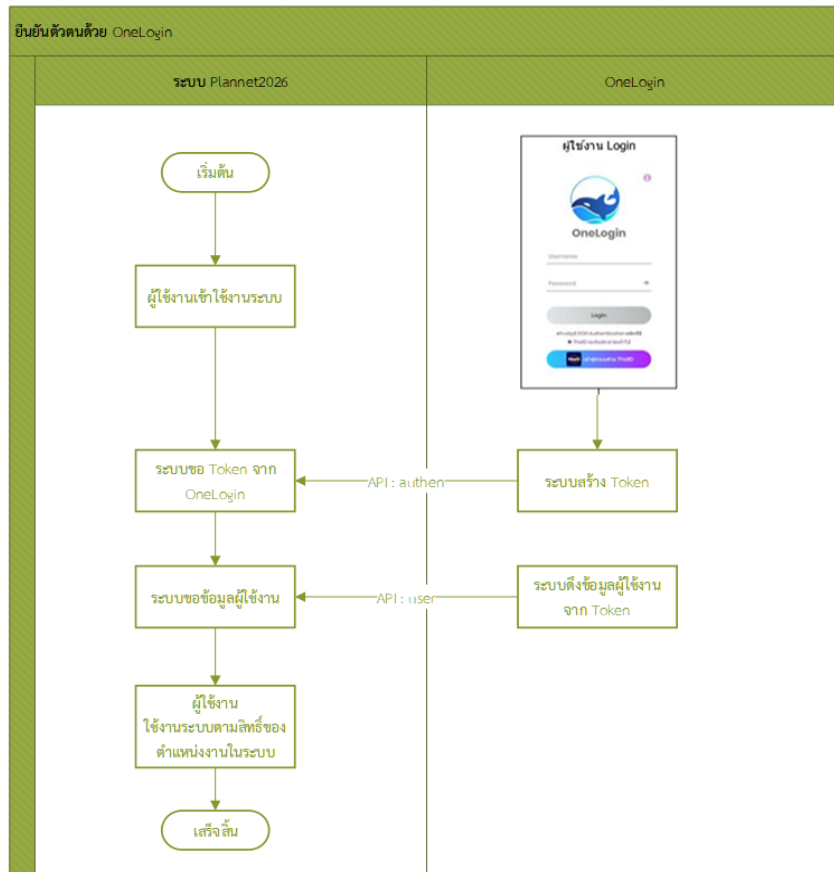 ยืนยันตัวตนด้วย OneLogin
ระบบ Plannet2026
OneLogin
เริ่มต้น
ผู้ใช้งานเข้าใช้งานระบบ
ระบบขอ Token จาก
OneLogin
ระบบขอข้อมูลผู้ใช้งาน
ผู้ใช้งาน
ใช้งานระบบตามสิทธิ์ของ
ตำแหน่งงานในระบบ
เสร็จสิ้น
API : authen
API : user
ผู้ใช้งาน Login
OneLogin
Username
Password
Login
ระบบสร้าง Token
ระบบดึงข้อมูลผู้ใช้งาน
จาก Token